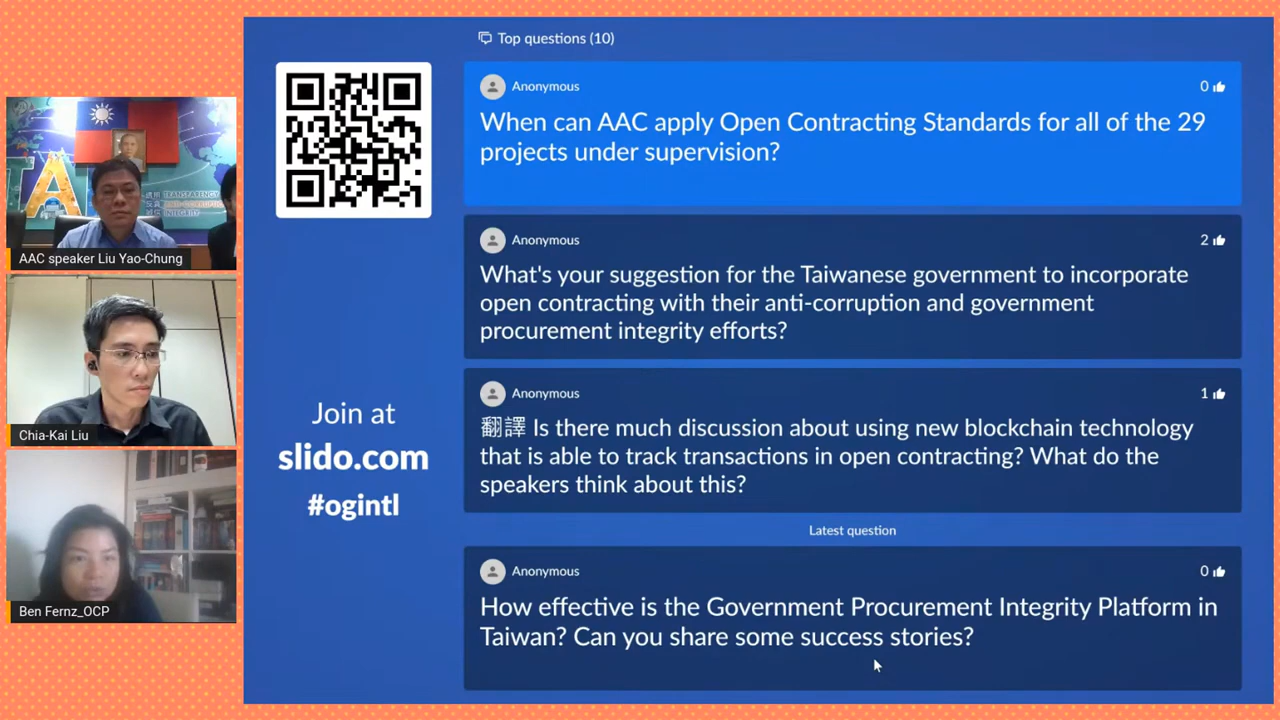 Top questions (10)
Anonymous
0
When can AAC apply Open Contracting Standards for all of the 29
projects under supervision?
Anonymous
2
What's your suggestion for the Taiwanese government to incorporate
open contracting with their anti-corruption and government
procurement integrity efforts?
Anonymous
1
翻譯 Is there much discussion about using new blockchain technology
that is able to track transactions in open contracting? What do the
speakers think about this?
Latest question
Anonymous
0
How effective is the Government Procurement Integrity Platform in
Taiwan? Can you share some success stories?
Join at
slido.com
#ogintl
TRANSPARENCY
INTEGRITY
AAC speaker Liu Yao-Chung
Chia-Kai Liu
Ben Fernz_OCP